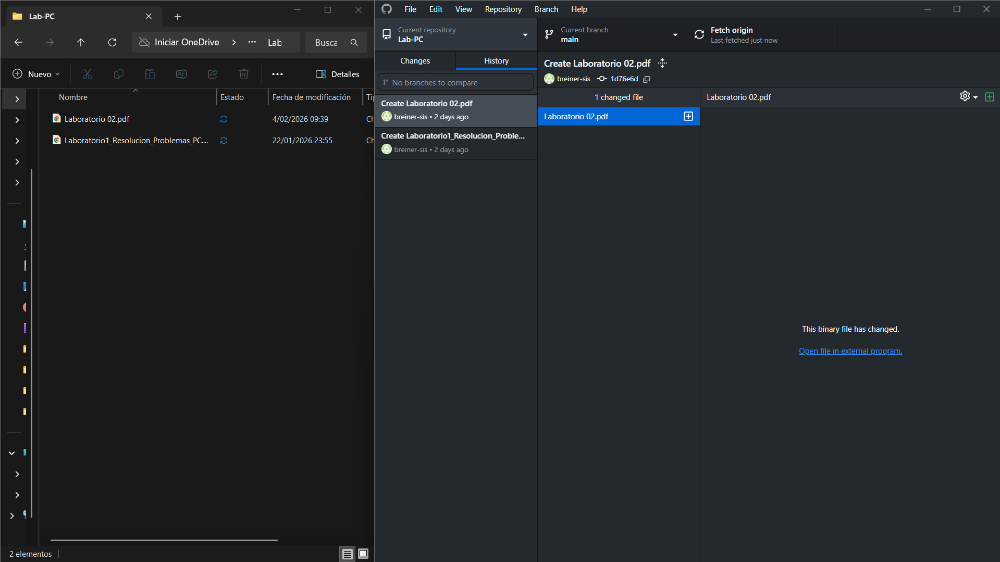 Lab-PC
Iniciar OneDrive
Lab
Busca
Nuevo
Detalles
Nombre
Estado
Fecha de modificación
Laboratorio 02.pdf
4/02/2026 09:39
Laboratorio1_Resolucion_Problemas_PC....
22/01/2026 23:55
2 elementos
File Edit View Repository Branch Help
Current repository
Lab-PC
Current branch
main
Fetch origin
Last fetched just now
Changes
History
No branches to compare
Create Laboratorio 02.pdf
breiner-sis • 2 days ago
Create Laboratorio1_Resolucion_Proble...
breiner-sis • 2 days ago
Create Laboratorio 02.pdf
breiner-sis 1d76e6d
1 changed file
Laboratorio 02.pdf
Laboratorio 02.pdf
This binary file has changed.
Open file in external program.